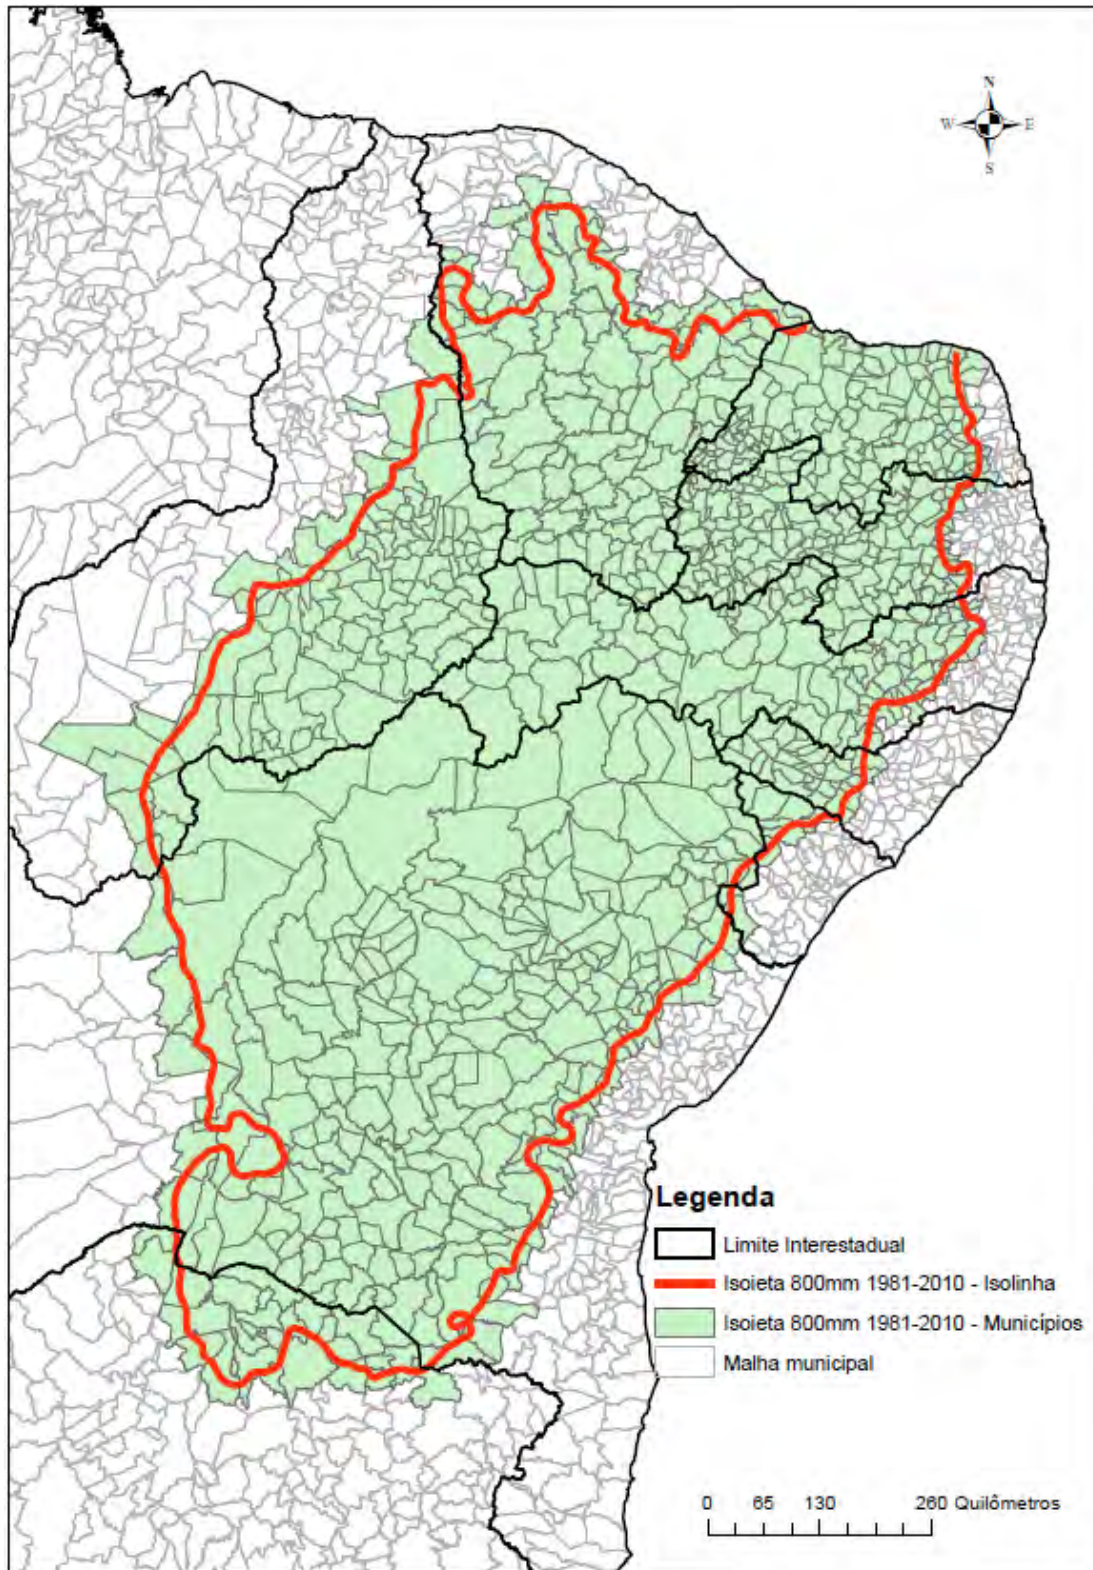 N
W E
S
Legenda
Limite Interestadual
Isoieta 800mm 1981-2010 - Isolinha
Isoieta 800mm 1981-2010 - Municípios
Malha municipal
0 65 130 260 Quilômetros